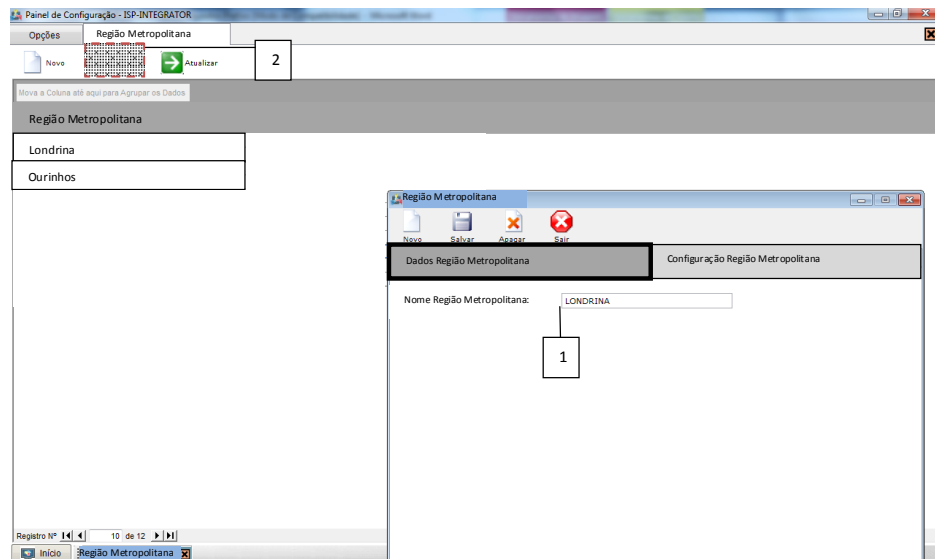 Painel de Configuração - ISP-INTEGRATOR
Opções
Região Metropolitana
Novo
Atualizar
2
Mova a Coluna até aqui para Agrupar os Dados
Região Metropolitana
Londrina
Ourinhos
Região Metropolitana
Novo
Salvar
Apagar
Sair
Dados Região Metropolitana
Configuração Região Metropolitana
Nome Região Metropolitana:
LONDRINA
1
Registro Nº
10 de 12
Início
Região Metropolitana